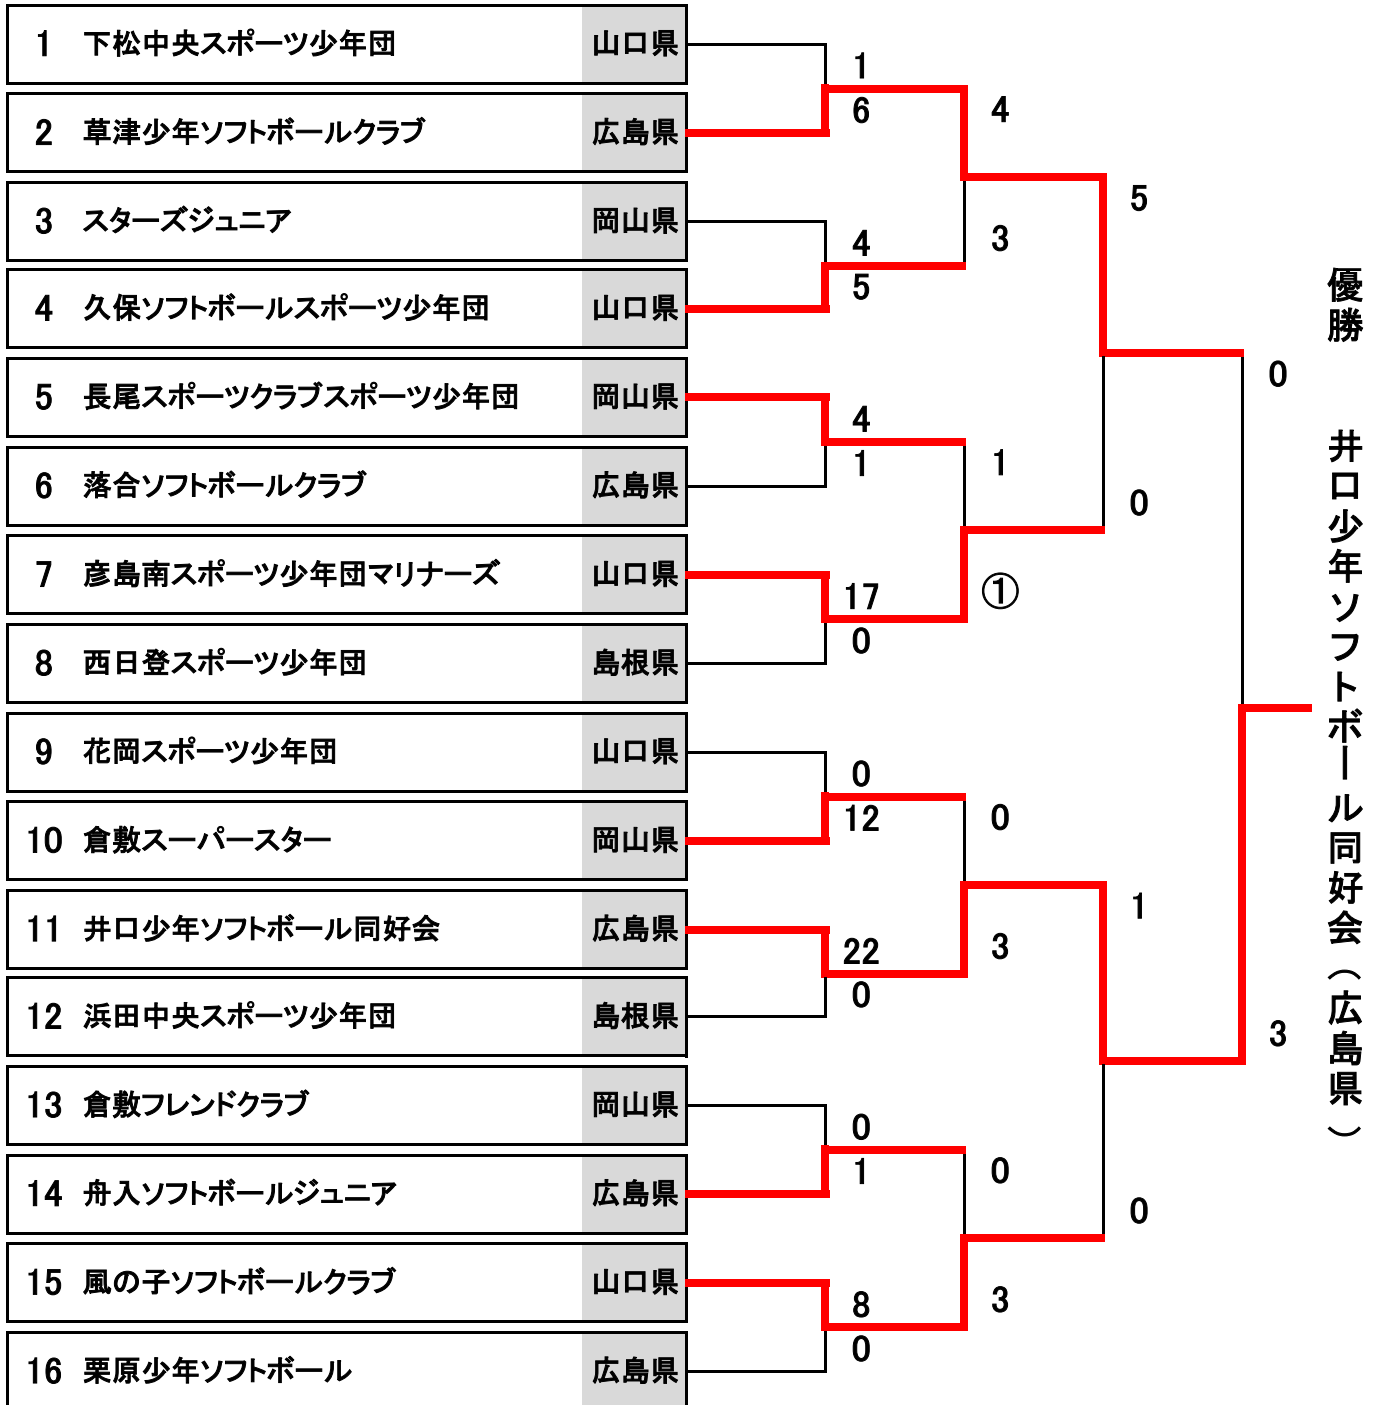 1 下松中央スポーツ少年団 山口県
2 草津少年ソフトボールクラブ 広島県
3 スターズジュニア 岡山県
4 久保ソフトボールスポーツ少年団 山口県
5 長尾スポーツクラブスポーツ少年団 岡山県
6 落合ソフトボールクラブ 広島県
7 彦島南スポーツ少年団マリナーズ 山口県
8 西日登スポーツ少年団 島根県
9 花岡スポーツ少年団 山口県
10 倉敷スーパースター 岡山県
11 井口少年ソフトボール同好会 広島県
12 浜田中央スポーツ少年団 島根県
13 倉敷フレンドクラブ 岡山県
14 舟入ソフトボールジュニア 広島県
15 風の子ソフトボールクラブ 山口県
16 栗原少年ソフトボール 広島県
1
6
4
5
4
1
17
0
0
12
22
0
0
1
8
0
4
3
1
①
0
3
0
3
5
0
1
0
0
3
優勝 井口少年ソフトボール同好会(広島県)